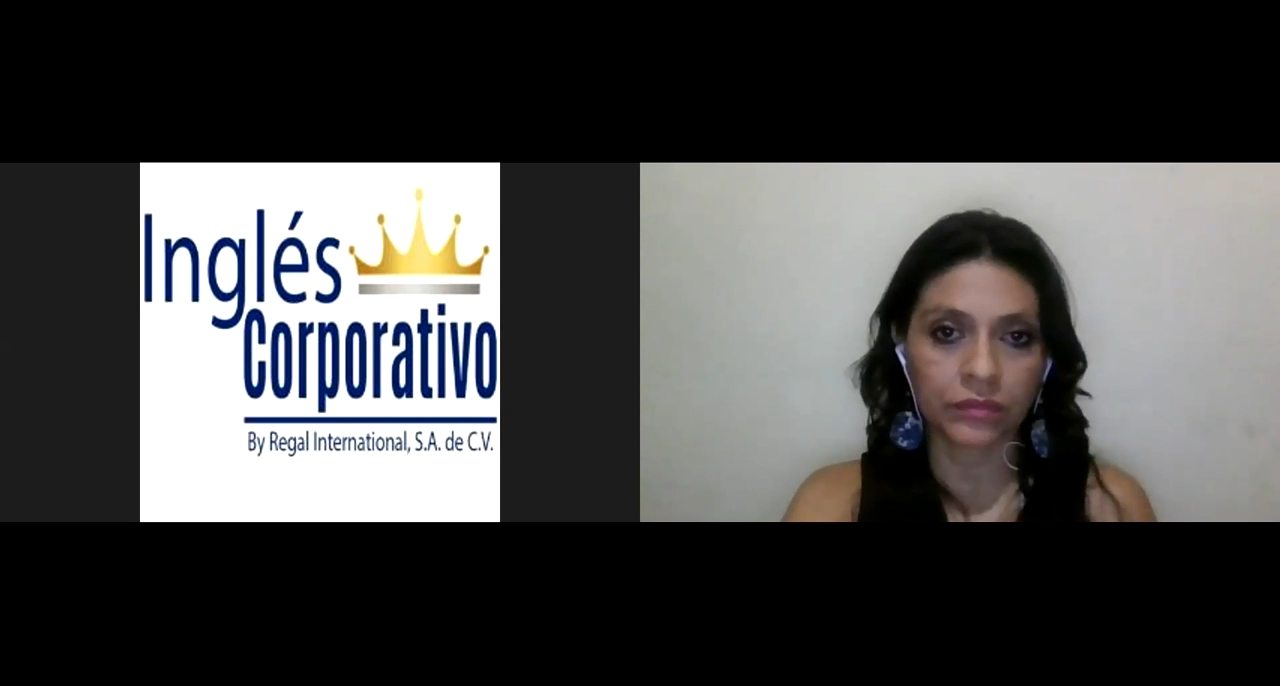 Inglés
Corporativo
By Regal International, S.A. de C.V.